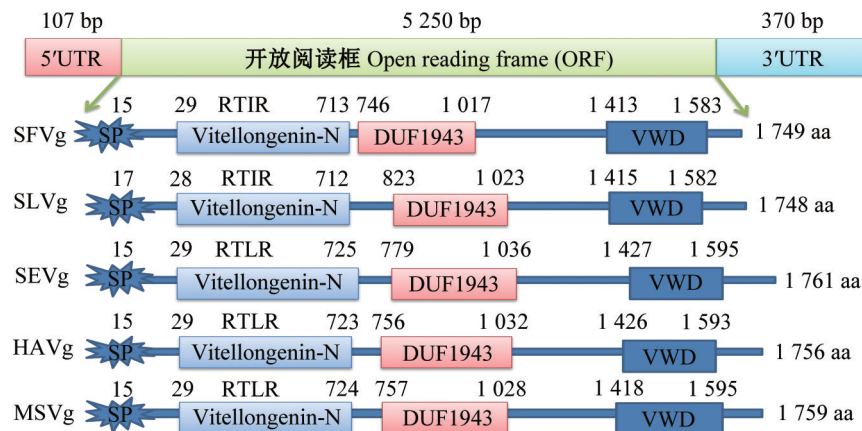 107 bp 5 250 bp 370 bp
5′UTR 开放阅读框 Open reading frame (ORF) 3′UTR
15 29 RTIR 713 746 1 017 1 413 1 583
SFVg SP Vitellongenin-N DUF1943 VWD 1 749 aa
17 28 RTIR 712 823 1 023 1 415 1 582
SLVg SP Vitellongenin-N DUF1943 VWD 1 748 aa
15 29 RTLR 725 779 1 036 1 427 1 595
SEVg SP Vitellongenin-N DUF1943 VWD 1 761 aa
15 29 RTLR 723 756 1 032 1 426 1 593
HAVg SP Vitellongenin-N DUF1943 VWD 1 756 aa
15 29 RTLR 724 757 1 028 1 418 1 595
MSVg SP Vitellongenin-N DUF1943 VWD 1 759 aa